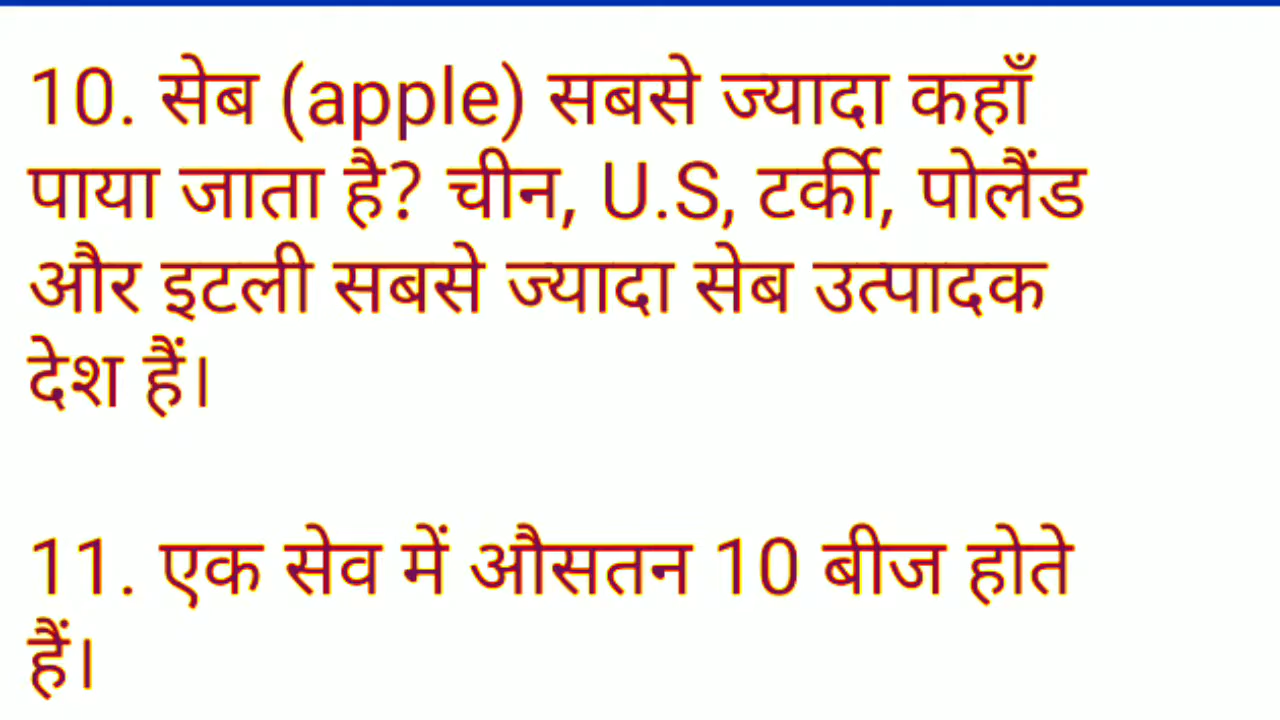 10. सेब (apple) सबसे ज्यादा कहाँ
पाया जाता है? चीन, U.S, टर्की, पोलैंड
और इटली सबसे ज्यादा सेब उत्पादक
देश हैं।
11. एक सेव में औसतन 10 बीज होते
हैं।